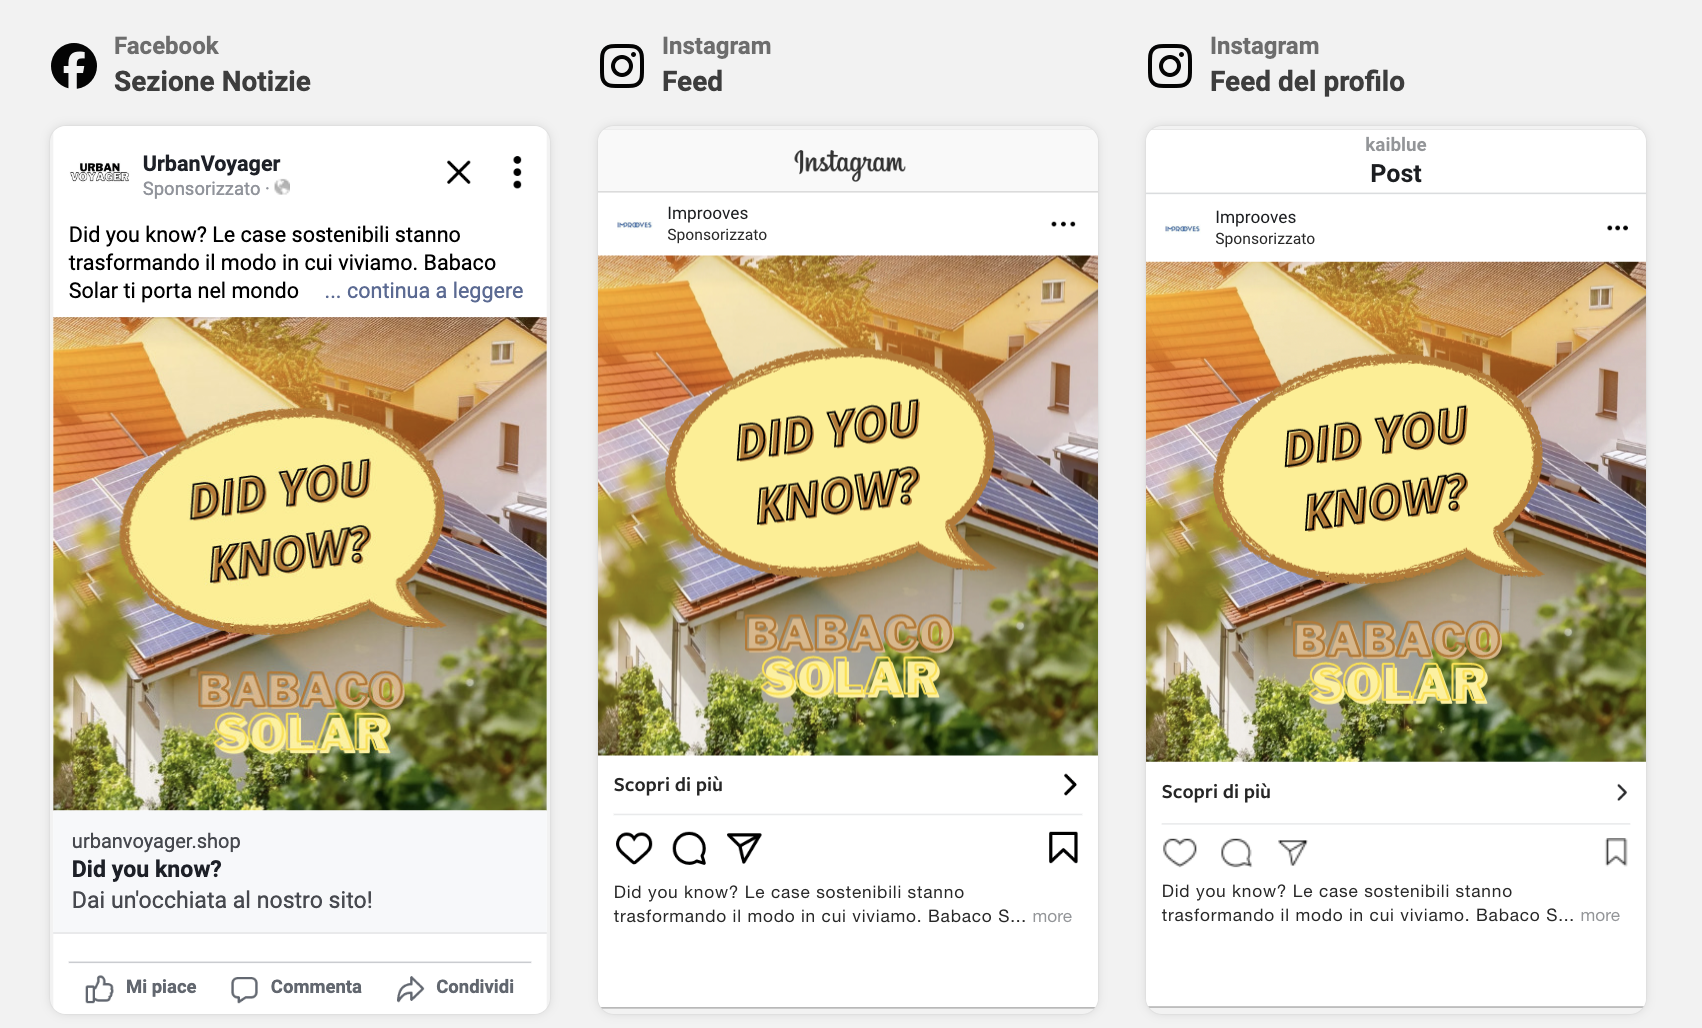 Facebook
Sezione Notizie
URBAN
VOYAGER
UrbanVoyager
Sponsorizzato ·
Did you know? Le case sostenibili stanno
trasformando il modo in cui viviamo. Babaco
Solar ti porta nel mondo ... continua a leggere
DID YOU
KNOW?
BABACO
SOLAR
urbanvoyager.shop
Did you know?
Dai un'occhiata al nostro sito!
Mi piace Commenta Condividi
Instagram
Feed
Instagram
IMPROOVES
Improoves
Sponsorizzato
DID YOU
KNOW?
BABACO
SOLAR
Scopri di più
Did you know? Le case sostenibili stanno
trasformando il modo in cui viviamo. Babaco S... more
Instagram
Feed del profilo
kaiblue
Post
IMPROOVES
Improoves
Sponsorizzato
DID YOU
KNOW?
BABACO
SOLAR
Scopri di più
Did you know? Le case sostenibili stanno
trasformando il modo in cui viviamo. Babaco S... more